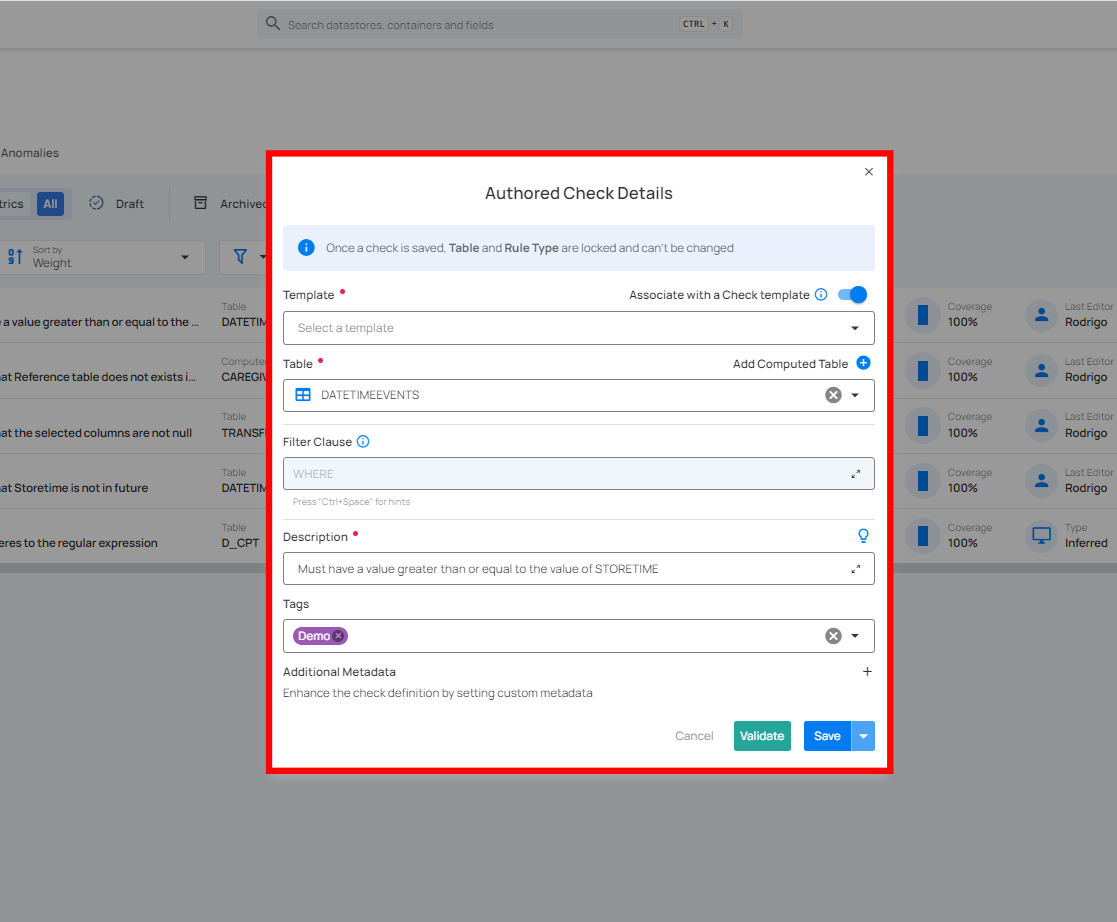 Search datastores, containers and fields
CTRL + K
Anomalies
trics
All
Draft
Archived
Sort by
Weight
Authored Check Details
Once a check is saved, Table and Rule Type are locked and can't be changed
Template •
Associate with a Check template
Select a template
Table •
Add Computed Table
DATETIMEEVENTS
Filter Clause
WHERE
Press "Ctrl+Space" for hints
Description •
Must have a value greater than or equal to the value of STORETIME
Tags
Demo
Additional Metadata
Enhance the check definition by setting custom metadata
Cancel
Validate
Save
e a value greater than or equal to the ...
Table
DATETIM
Coverage
100%
Last Editor
Rodrigo
at Reference table does not exists i...
Compute
CAREGIV
Coverage
100%
Last Editor
Rodrigo
at the selected columns are not null
Table
TRANSF
Coverage
100%
Last Editor
Rodrigo
at Storetime is not in future
Table
DATETIM
Coverage
100%
Last Editor
Rodrigo
eres to the regular expression
Table
D_CPT
Coverage
100%
Type
Inferred